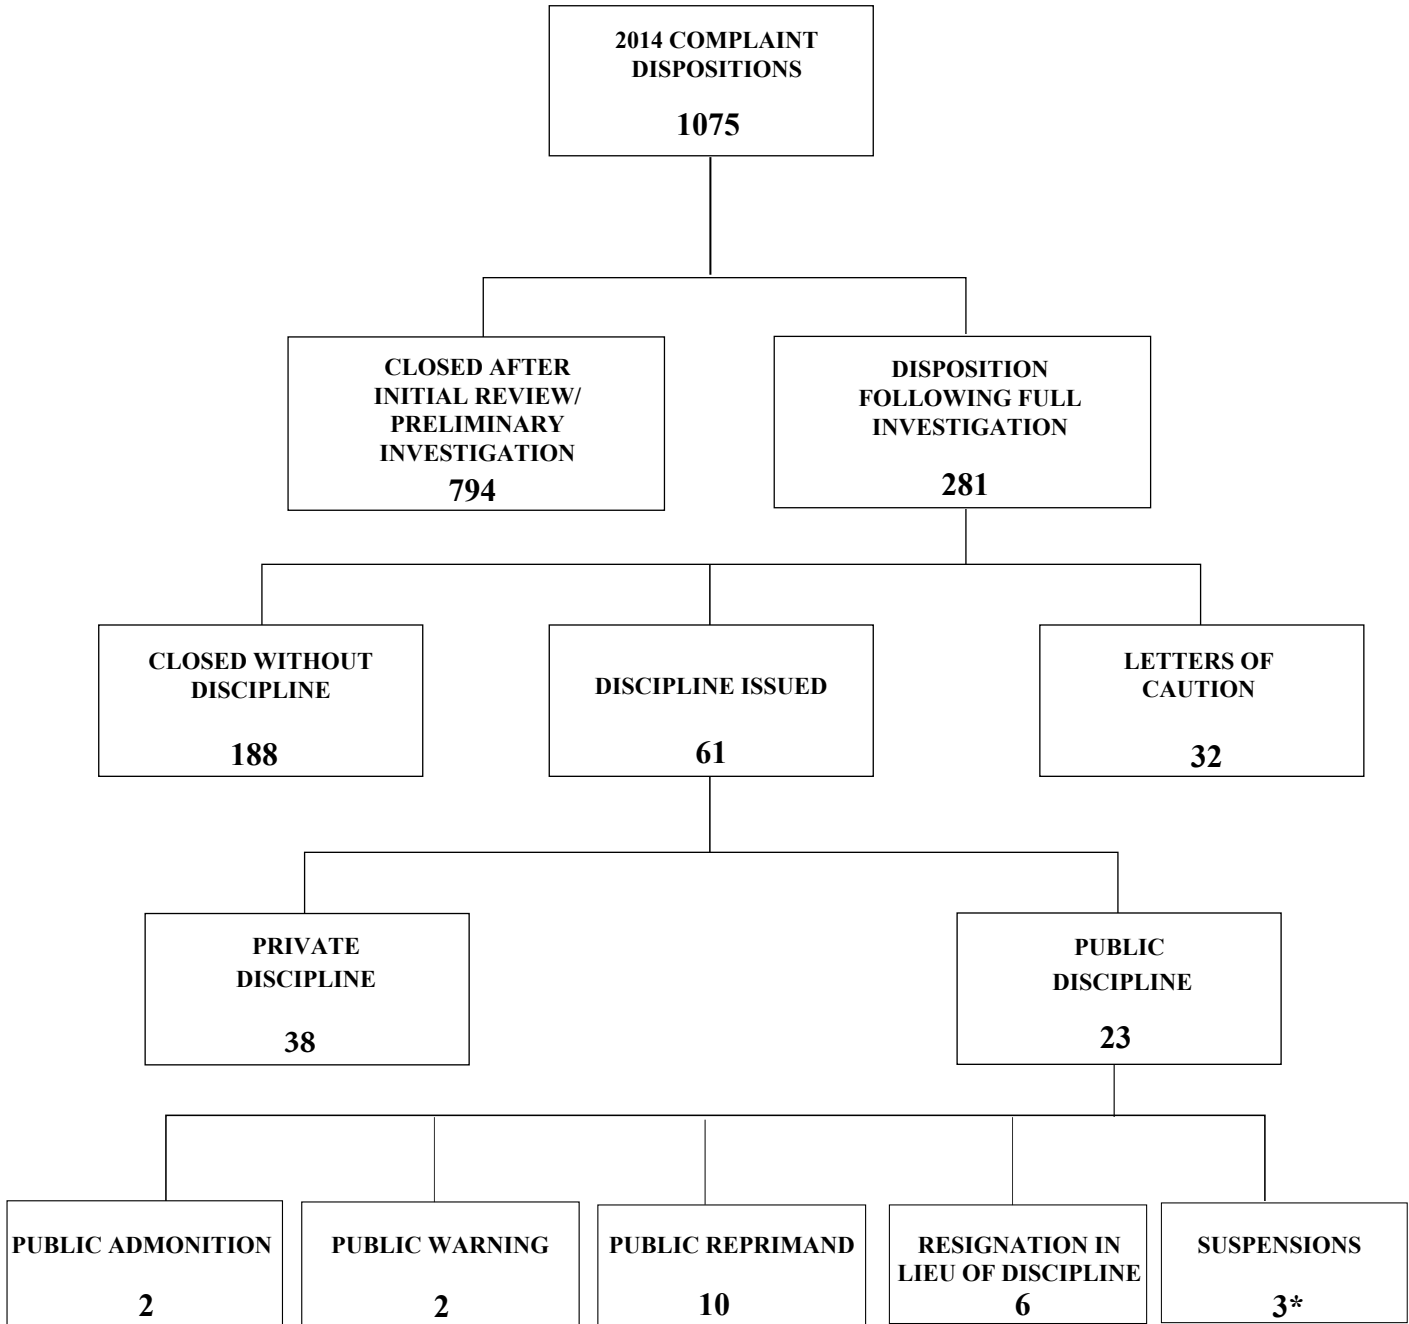 2014 COMPLAINT
DISPOSITIONS
1075
CLOSED AFTER
INITIAL REVIEW/
PRELIMINARY
INVESTIGATION
794
DISPOSITION
FOLLOWING FULL
INVESTIGATION
281
CLOSED WITHOUT
DISCIPLINE
188
DISCIPLINE ISSUED
61
LETTERS OF
CAUTION
32
PRIVATE
DISCIPLINE
38
PUBLIC
DISCIPLINE
23
PUBLIC ADMONITION
2
PUBLIC WARNING
2
PUBLIC REPRIMAND
10
RESIGNATION IN
LIEU OF DISCIPLINE
6
SUSPENSIONS
3*